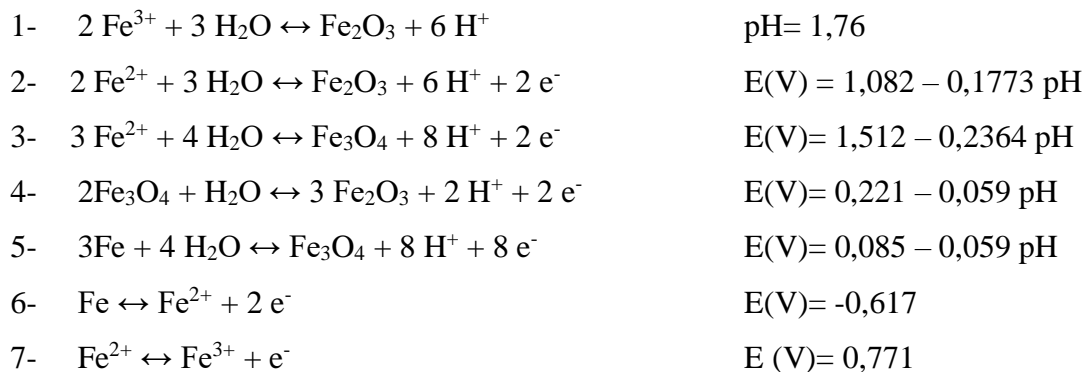 1- 2 Fe³⁺ + 3 H₂O ↔ Fe₂O₃ + 6 H⁺ pH= 1,76
2- 2 Fe²⁺ + 3 H₂O ↔ Fe₂O₃ + 6 H⁺ + 2 e⁻ E(V) = 1,082 – 0,1773 pH
3- 3 Fe²⁺ + 4 H₂O ↔ Fe₃O₄ + 8 H⁺ + 2 e⁻ E(V)= 1,512 – 0,2364 pH
4- 2Fe₃O₄ + H₂O ↔ 3 Fe₂O₃ + 2 H⁺ + 2 e⁻ E(V)= 0,221 – 0,059 pH
5- 3Fe + 4 H₂O ↔ Fe₃O₄ + 8 H⁺ + 8 e⁻ E(V)= 0,085 – 0,059 pH
6- Fe ↔ Fe²⁺ + 2 e⁻ E(V)= -0,617
7- Fe²⁺ ↔ Fe³⁺ + e⁻ E (V)= 0,771